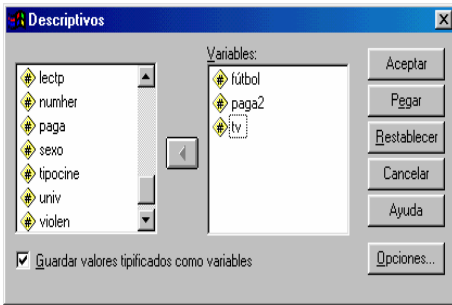 Descriptivos
lectp
numher
paga
sexo
tipocine
univ
violen
Variables:
fútbol
paga2
tv
Aceptar
Pegar
Restablecer
Cancelar
Ayuda
Guardar valores tipificados como variables
Opciones...